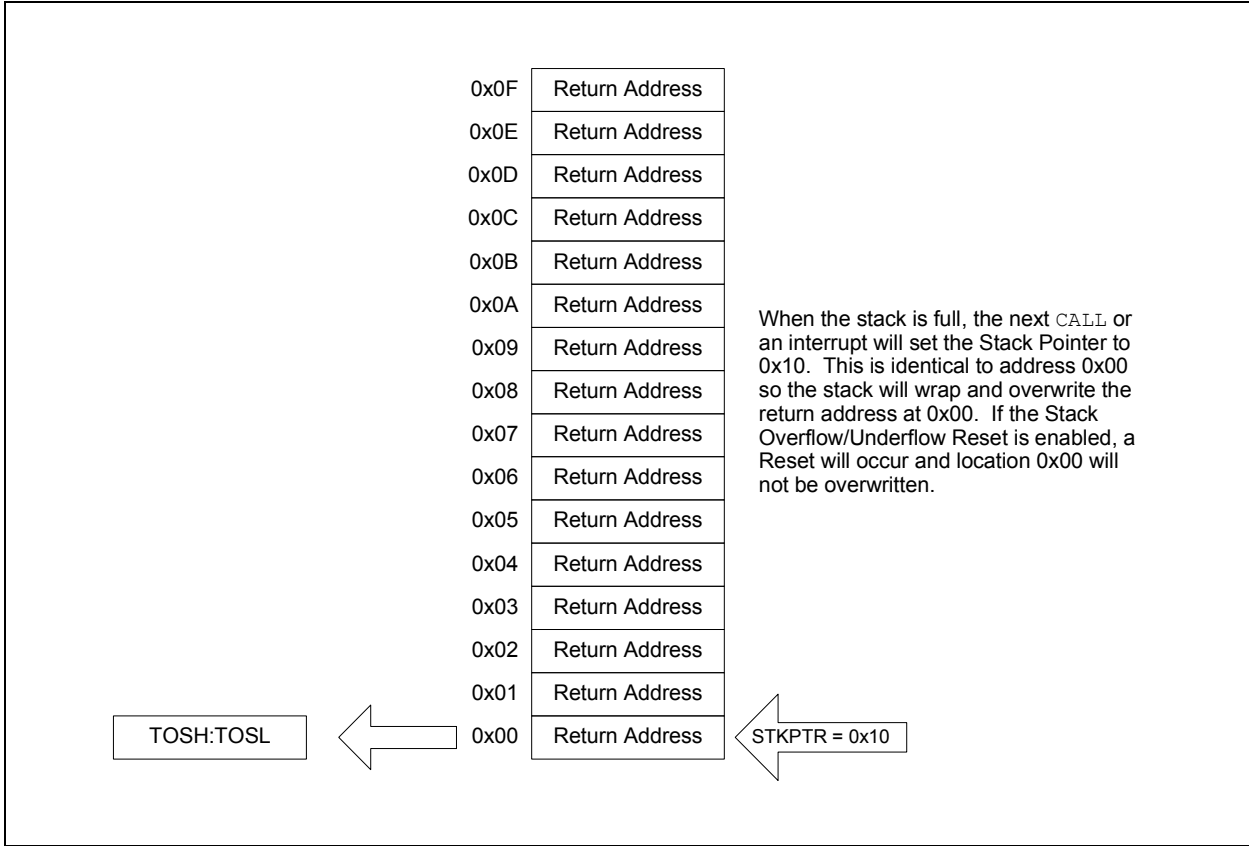 0x0F Return Address
0x0E Return Address
0x0D Return Address
0x0C Return Address
0x0B Return Address
0x0A Return Address
0x09 Return Address
0x08 Return Address
0x07 Return Address
0x06 Return Address
0x05 Return Address
0x04 Return Address
0x03 Return Address
0x02 Return Address
0x01 Return Address
TOSH:TOSL 0x00 Return Address STKPTR = 0x10
When the stack is full, the next CALL or
an interrupt will set the Stack Pointer to
0x10. This is identical to address 0x00
so the stack will wrap and overwrite the
return address at 0x00. If the Stack
Overflow/Underflow Reset is enabled, a
Reset will occur and location 0x00 will
not be overwritten.